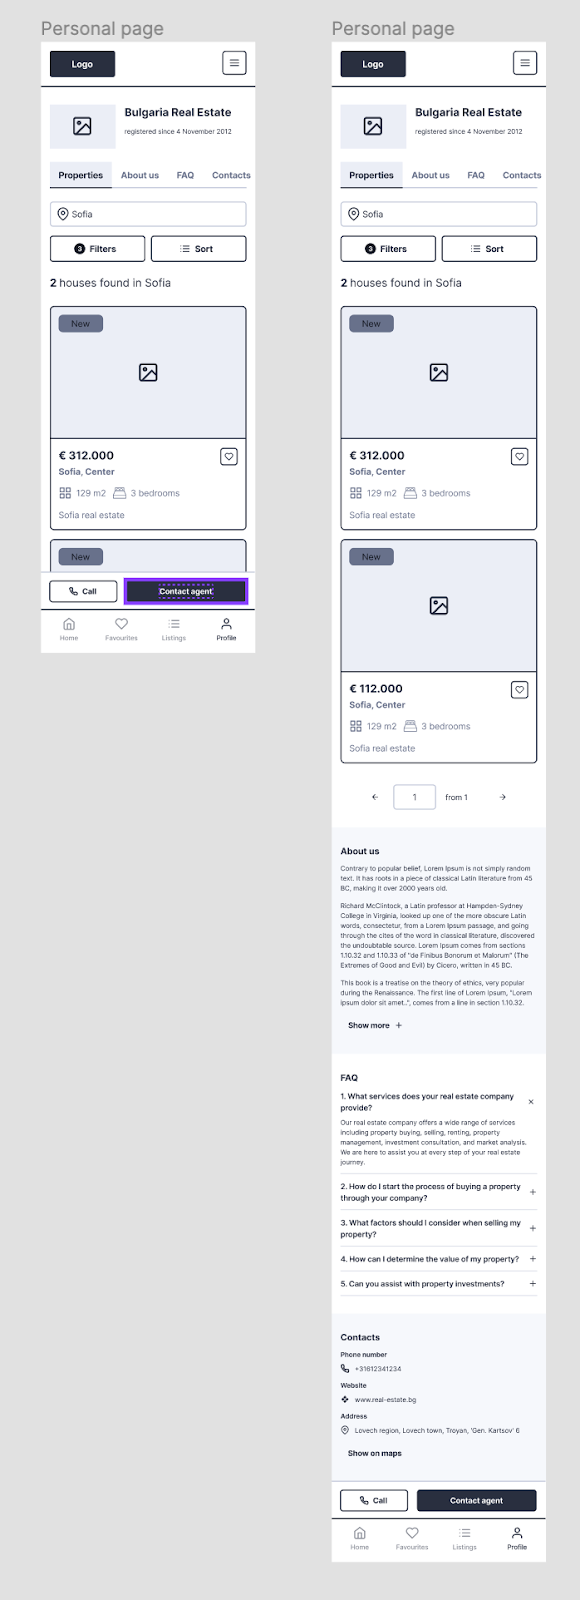 Personal page
Logo
Bulgaria Real Estate
registered since 4 November 2012
Properties About us FAQ Contacts
Sofia
3 Filters Sort
2 houses found in Sofia
New
€ 312.000
Sofia, Center
129 m2 3 bedrooms
Sofia real estate
New
Call Contact agent
Home Favourites Listings Profile
Personal page
Logo
Bulgaria Real Estate
registered since 4 November 2012
Properties About us FAQ Contacts
Sofia
3 Filters Sort
2 houses found in Sofia
New
€ 312.000
Sofia, Center
129 m2 3 bedrooms
Sofia real estate
New
€ 112.000
Sofia, Center
129 m2 3 bedrooms
Sofia real estate
1 from 1
About us
Contrary to popular belief, Lorem Ipsum is not simply random
text. It has roots in a piece of classical Latin literature from 45
BC, making it over 2000 years old.
Richard McClintock, a Latin professor at Hampden-Sydney
College in Virginia, looked up one of the more obscure Latin
words, consectetur, from a Lorem Ipsum passage, and going
through the cites of the word in classical literature, discovered
the undoubtable source. Lorem Ipsum comes from sections
1.10.32 and 1.10.33 of "de Finibus Bonorum et Malorum" (The
Extremes of Good and Evil) by Cicero, written in 45 BC.
This book is a treatise on the theory of ethics, very popular
during the Renaissance. The first line of Lorem Ipsum, "Lorem
ipsum dolor sit amet..", comes from a line in section 1.10.32.
Show more +
FAQ
1. What services does your real estate company
provide?
Our real estate company offers a wide range of services
including property buying, selling, renting, property
management, investment consultation, and market analysis.
We are here to assist you at every step of your real estate
journey.
2. How do I start the process of buying a property
through your company?
3. What factors should I consider when selling my
property?
4. How can I determine the value of my property?
5. Can you assist with property investments?
Contacts
Phone number
+31612341234
Website
www.real-estate.bg
Address
Lovech region, Lovech town, Troyan, 'Gen. Kartsov' 6
Show on maps
Call Contact agent
Home Favourites Listings Profile